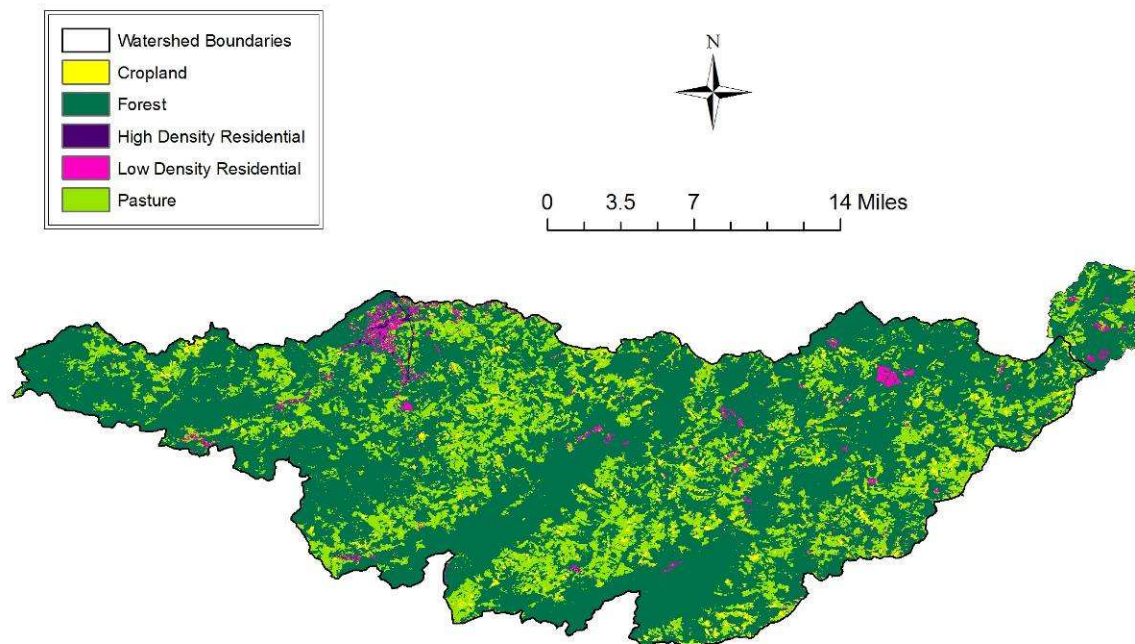 Watershed Boundaries
Cropland
Forest
High Density Residential
Low Density Residential
Pasture
N
0 3.5 7 14 Miles